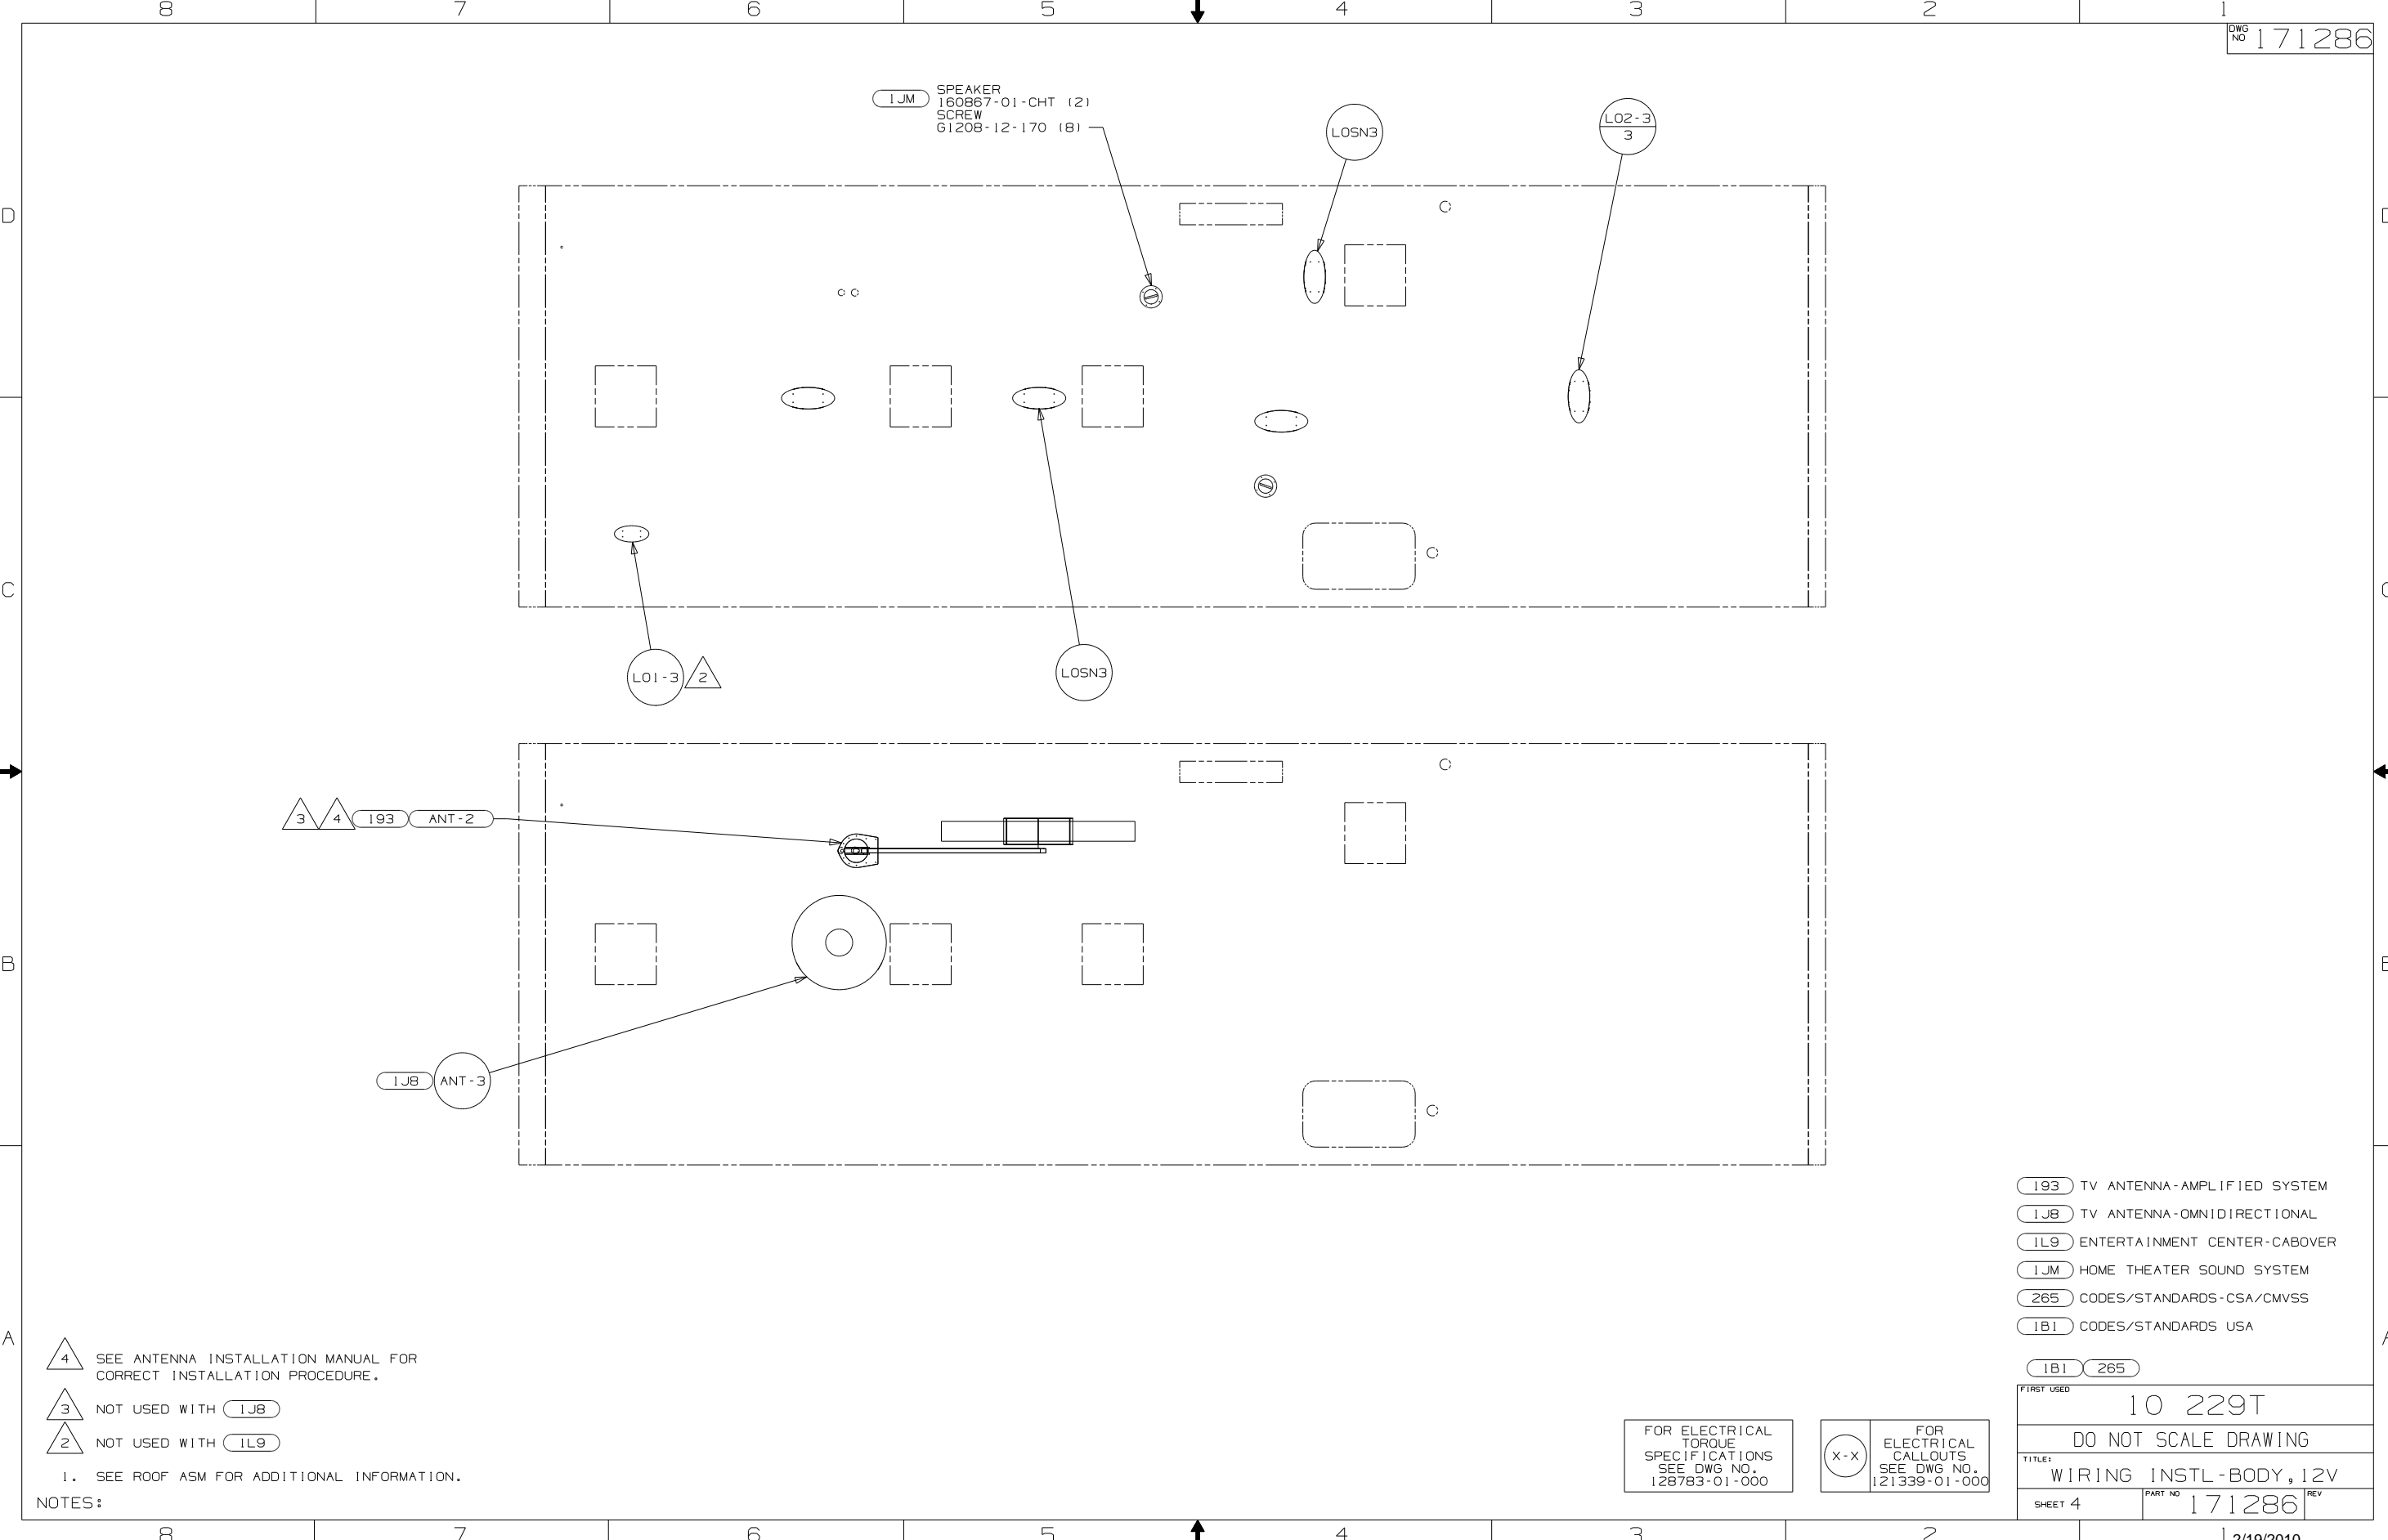 8 7 6 5 4 3 2 1
DWG NO 171286
1JM SPEAKER
160867-01-CHT (2)
SCREW
G1208-12-170 (8)
LOSN3
LO2-3
3
D D
C C
LO1-3 2
LOSN3
3 4 193 ANT-2
B B
1J8 ANT-3
193 TV ANTENNA-AMPLIFIED SYSTEM
1J8 TV ANTENNA-OMNIDIRECTIONAL
1L9 ENTERTAINMENT CENTER-CABOVER
1JM HOME THEATER SOUND SYSTEM
265 CODES/STANDARDS-CSA/CMVSS
1B1 CODES/STANDARDS USA
A A
1B1 265
4 SEE ANTENNA INSTALLATION MANUAL FOR
CORRECT INSTALLATION PROCEDURE.
3 NOT USED WITH 1J8
2 NOT USED WITH 1L9
1. SEE ROOF ASM FOR ADDITIONAL INFORMATION.
NOTES:
FOR ELECTRICAL
TORQUE
SPECIFICATIONS
SEE DWG NO.
128783-01-000
X-X
FOR
ELECTRICAL
CALLOUTS
SEE DWG NO.
121339-01-000
FIRST USED
10 229T
DO NOT SCALE DRAWING
TITLE:
WIRING INSTL-BODY,12V
SHEET 4
PART NO 171286
REV
8 7 6 5 4 3 2 1
2/19/2010